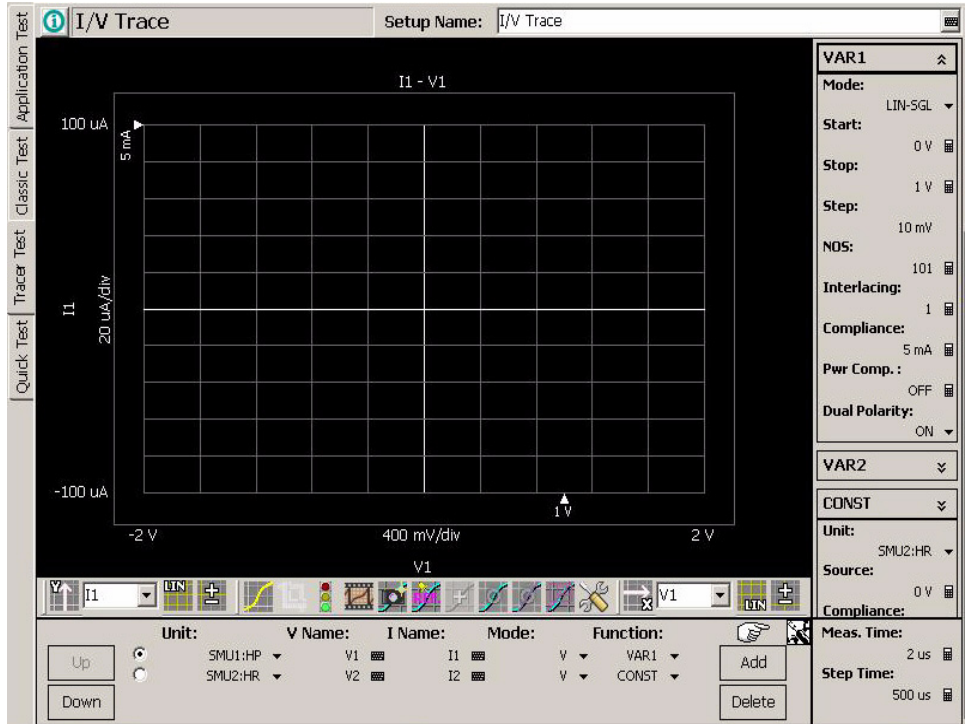 Application Test
Classic Test
Tracer Test
Quick Test
I/V Trace
Setup Name: I/V Trace
I1 - V1
100 uA
5 mA
I1
20 uA/div
-100 uA
1 V
-2 V
400 mV/div
2 V
V1
VAR1
Mode:
LIN-SGL
Start:
0 V
Stop:
1 V
Step:
10 mV
NOS:
101
Interlacing:
1
Compliance:
5 mA
Pwr Comp. :
OFF
Dual Polarity:
ON
VAR2
CONST
Unit:
SMU2:HR
Source:
0 V
Compliance:
Y I1 LIN
X V1 LIN
Unit: V Name: I Name: Mode: Function:
Up SMU1:HP V1 I1 V VAR1 Add
Down SMU2:HR V2 I2 V CONST Delete
Meas. Time:
2 us
Step Time:
500 us